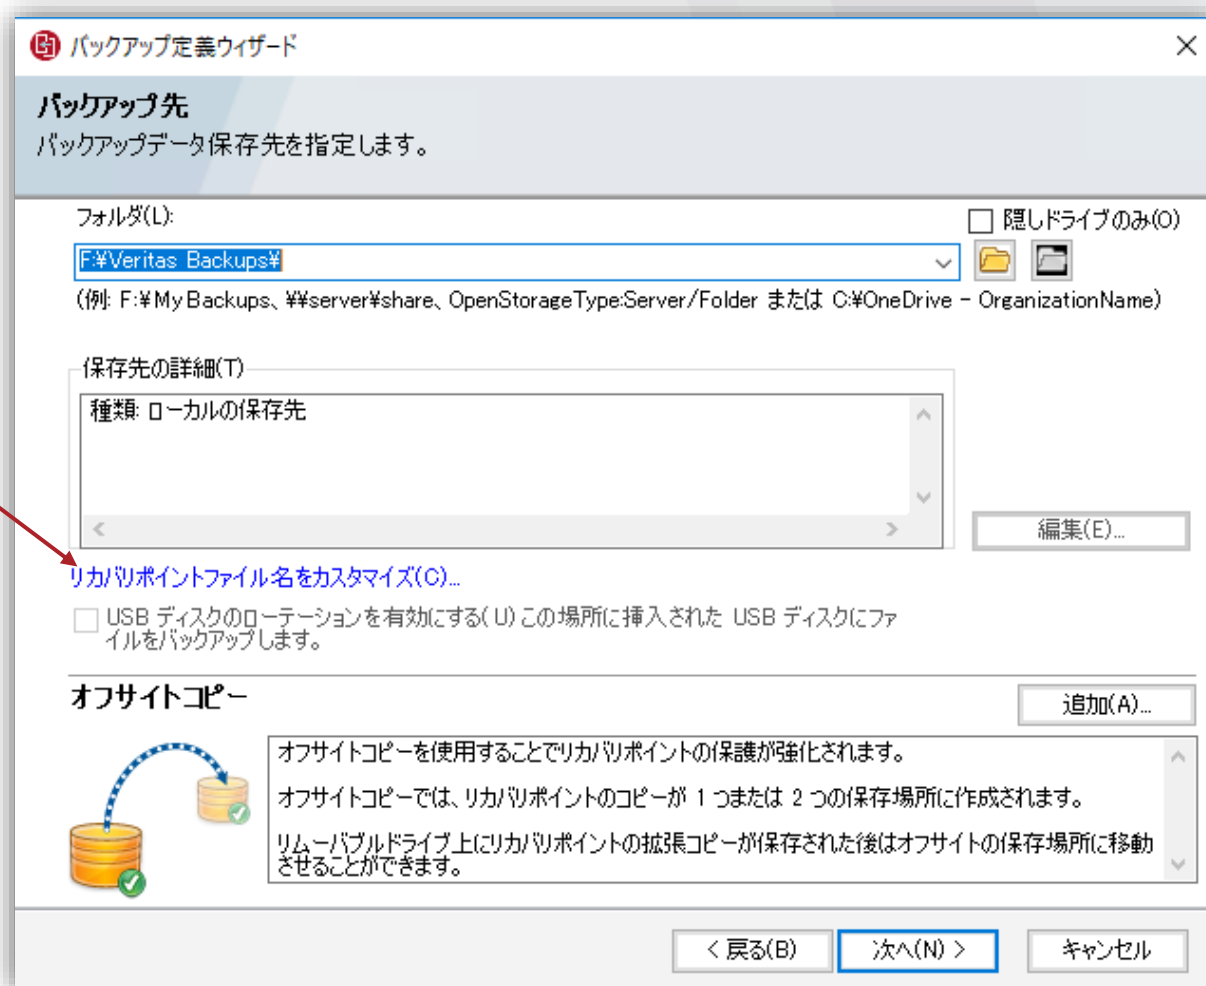 バックアップ定義ウィザード
バックアップ先
バックアップデータ保存先を指定します。
フォルダ(L):
隠しドライブのみ(O)
F:¥Veritas Backups¥
(例: F:¥My Backups、¥¥server¥share、OpenStorageType:Server/Folder または C:¥OneDrive - OrganizationName)
保存先の詳細(T)
種類: ローカルの保存先
編集(E)...
リカバリポイントファイル名をカスタマイズ(C)...
USB ディスクのローテーションを有効にする(U) この場所に挿入された USB ディスクにファ
イルをバックアップします。
オフサイトコピー
追加(A)...
オフサイトコピーを使用することでリカバリポイントの保護が強化されます。
オフサイトコピーでは、リカバリポイントのコピーが 1 つまたは 2 つの保存場所に作成されます。
リムーバブルドライブ上にリカバリポイントの拡張コピーが保存された後はオフサイトの保存場所に移動
させることができます。
< 戻る(B)
次へ(N) >
キャンセル